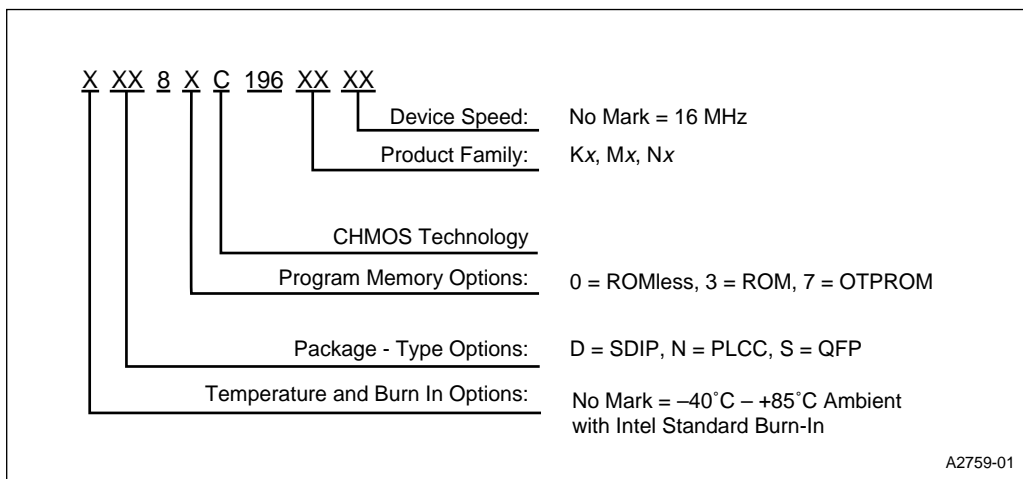 X XX 8 X C 196 XX XX
Device Speed: No Mark = 16 MHz
Product Family: Kx, Mx, Nx
CHMOS Technology
Program Memory Options: 0 = ROMless, 3 = ROM, 7 = OTPROM
Package - Type Options: D = SDIP, N = PLCC, S = QFP
Temperature and Burn In Options: No Mark = –40˚C – +85˚C Ambient
with Intel Standard Burn-In
A2759-01